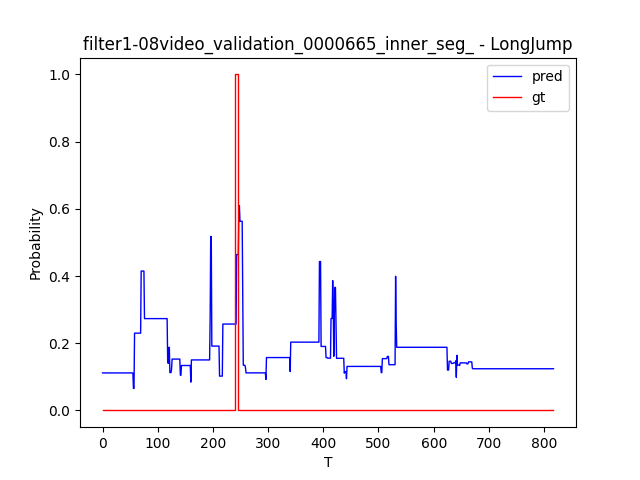 filter1-08video_validation_0000665_inner_seg_ - LongJump
pred
gt
1.0
0.8
0.6
0.4
0.2
0.0
Probability
0 100 200 300 400 500 600 700 800
T